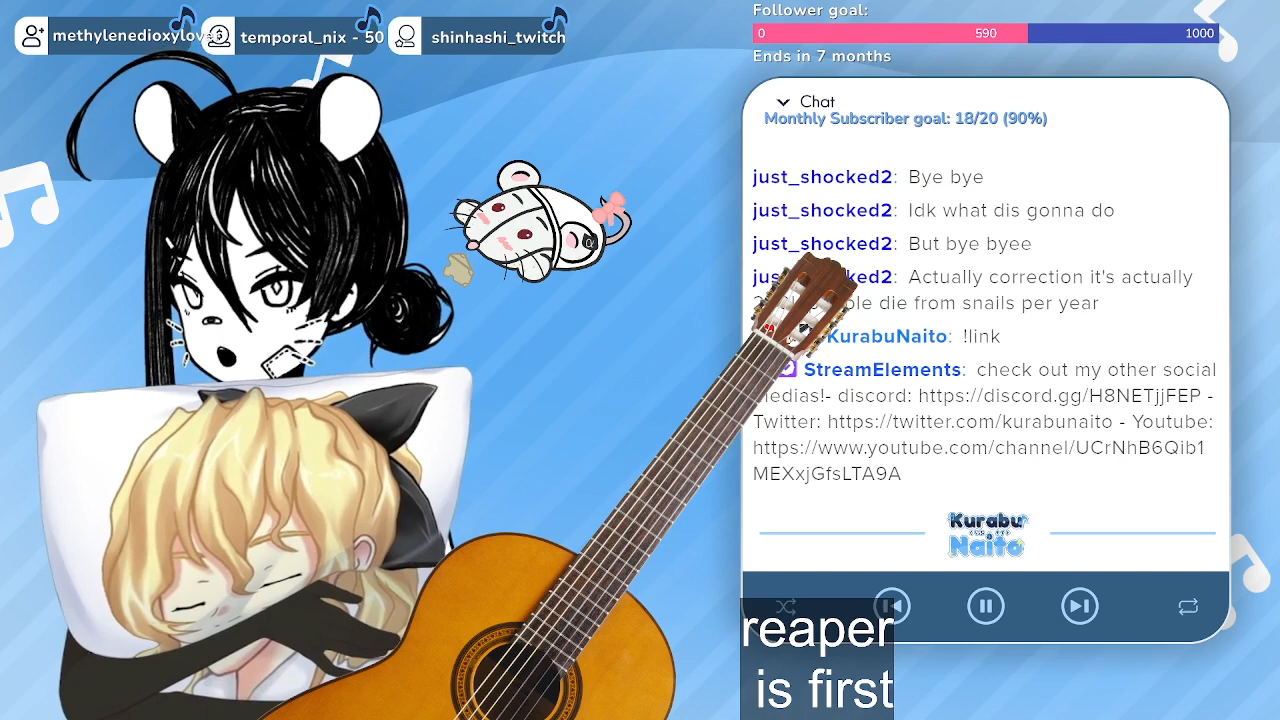 methylenedioxylove
temporal_nix - 50
shinhashi_twitch
Follower goal:
0 590 1000
Ends in 7 months
Chat
Monthly Subscriber goal: 18/20 (90%)
just_shocked2: Bye bye
just_shocked2: Idk what dis gonna do
just_shocked2: But bye byee
just_shocked2: Actually correction it's actually
die from snails per year
KurabuNaito: !link
StreamElements: check out my other social
medias!- discord: https://discord.gg/H8NETjjFEP -
Twitter: https://twitter.com/kurabunaito - Youtube:
https://www.youtube.com/channel/UCrNhB6Qib1
MEXxjGfsLTA9A
Kurabu
Naito
reaper
is first